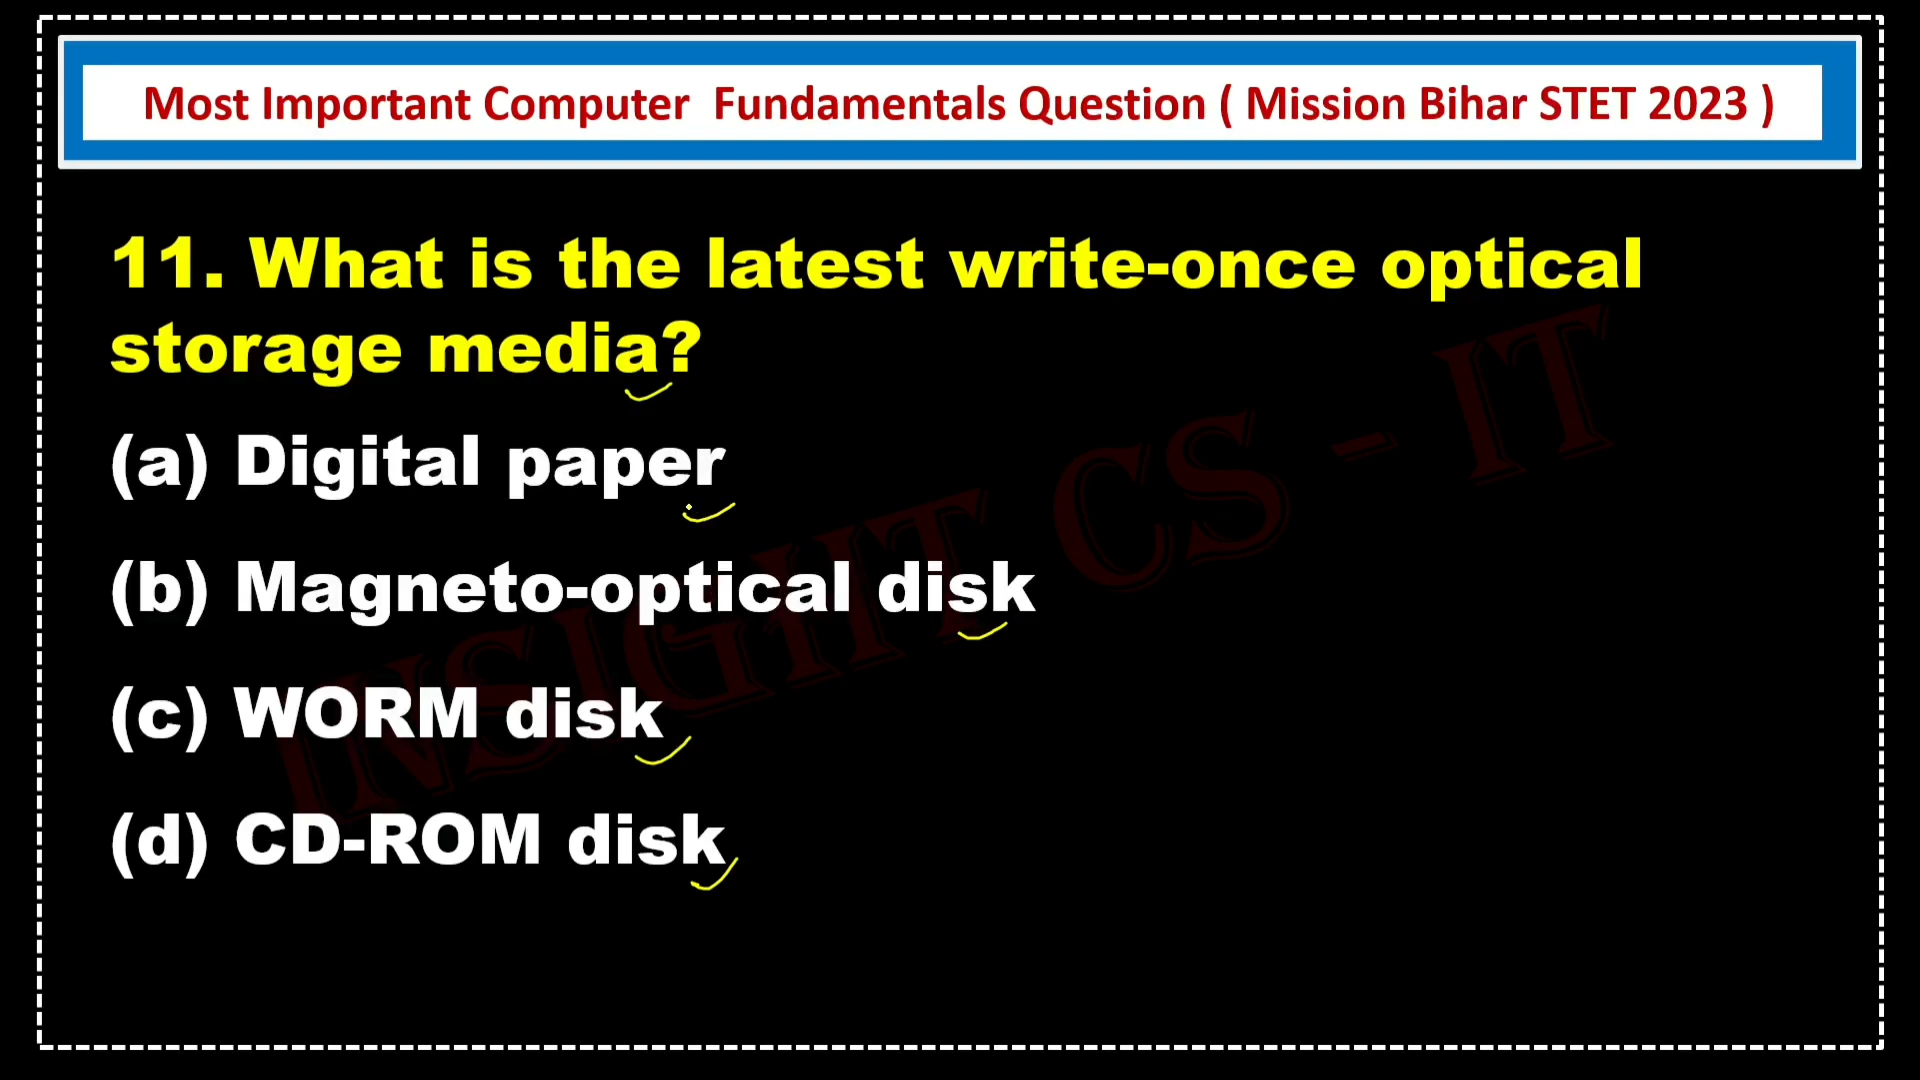 Most Important Computer Fundamentals Question ( Mission Bihar STET 2023 )
11. What is the latest write-once optical
storage media?
(a) Digital paper
(b) Magneto-optical disk
(c) WORM disk
(d) CD-ROM disk
INSIGHT CS - IT